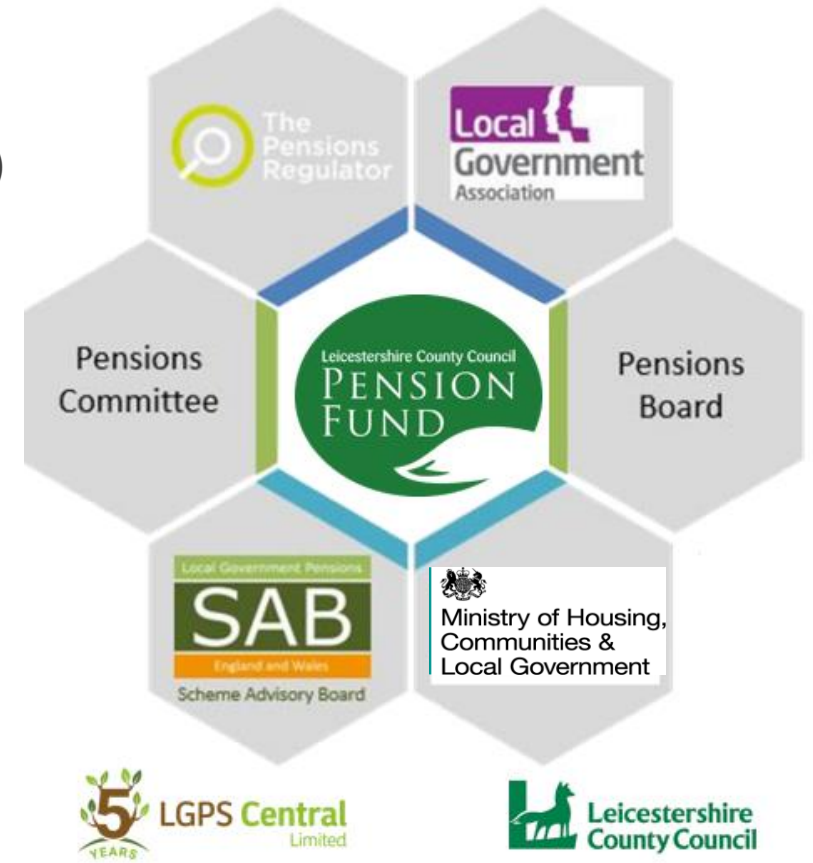 )
The
Pensions
Regulator
Local
Government
Association
Pensions
Committee
Leicestershire County Council
PENSION
FUND
Pensions
Board
Local Government Pensions
SAB
England and Wales
Scheme Advisory Board
Ministry of Housing,
Communities &
Local Government
5
YEARS
LGPS Central
Limited
Leicestershire
County Council